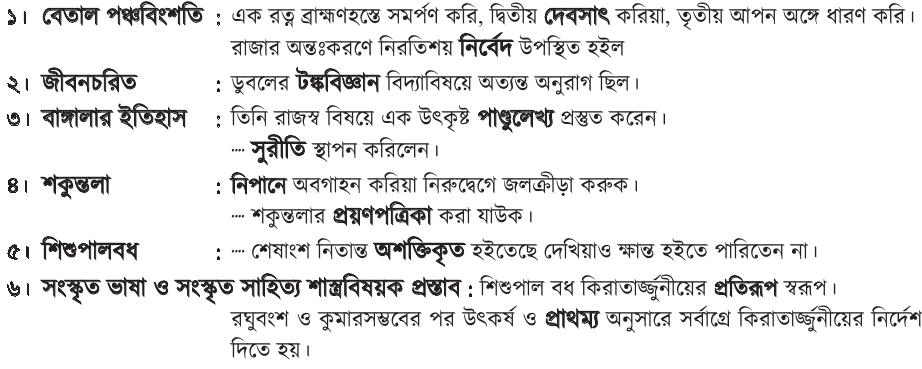 ১। বেতাল পঞ্চবিংশতি : এক রত্ন ব্রাহ্মণহস্তে সমর্পণ করি, দ্বিতীয় দেবসাৎ করিয়া, তৃতীয় আপন অঙ্গে ধারণ করি।
রাজার অন্তঃকরণে নিরতিশয় নির্বেদ উপস্থিত হইল
২। জীবনচরিত : ডুবলের টঙ্কবিজ্ঞান বিদ্যাবিষয়ে অত্যন্ত অনুরাগ ছিল।
৩। বাঙ্গালার ইতিহাস : তিনি রাজস্ব বিষয়ে এক উৎকৃষ্ট পাণ্ডুলেখ্য প্রস্তুত করেন।
.... সুরীতি স্থাপন করিলেন।
৪। শকুন্তলা : নিপানে অবগাহন করিয়া নিরুদ্বেগে জলক্রীড়া করুক।
.... শকুন্তলার প্রয়ণপত্রিকা করা যাউক।
৫। শিশুপালবধ : .... শেষাংশ নিতান্ত অশক্তিকৃত হইতেছে দেখিয়াও ক্ষান্ত হইতে পারিতেন না।
৬। সংস্কৃত ভাষা ও সংস্কৃত সাহিত্য শাস্ত্রবিষয়ক প্রস্তাব : শিশুপাল বধ কিরাতার্জ্জুনীয়ের প্রতিরূপ স্বরূপ।
রঘুবংশ ও কুমারসম্ভবের পর উৎকর্ষ ও প্রাথম্য অনুসারে সর্বাগ্রে কিরাতার্জ্জুনীয়ের নির্দেশ
দিতে হয়।